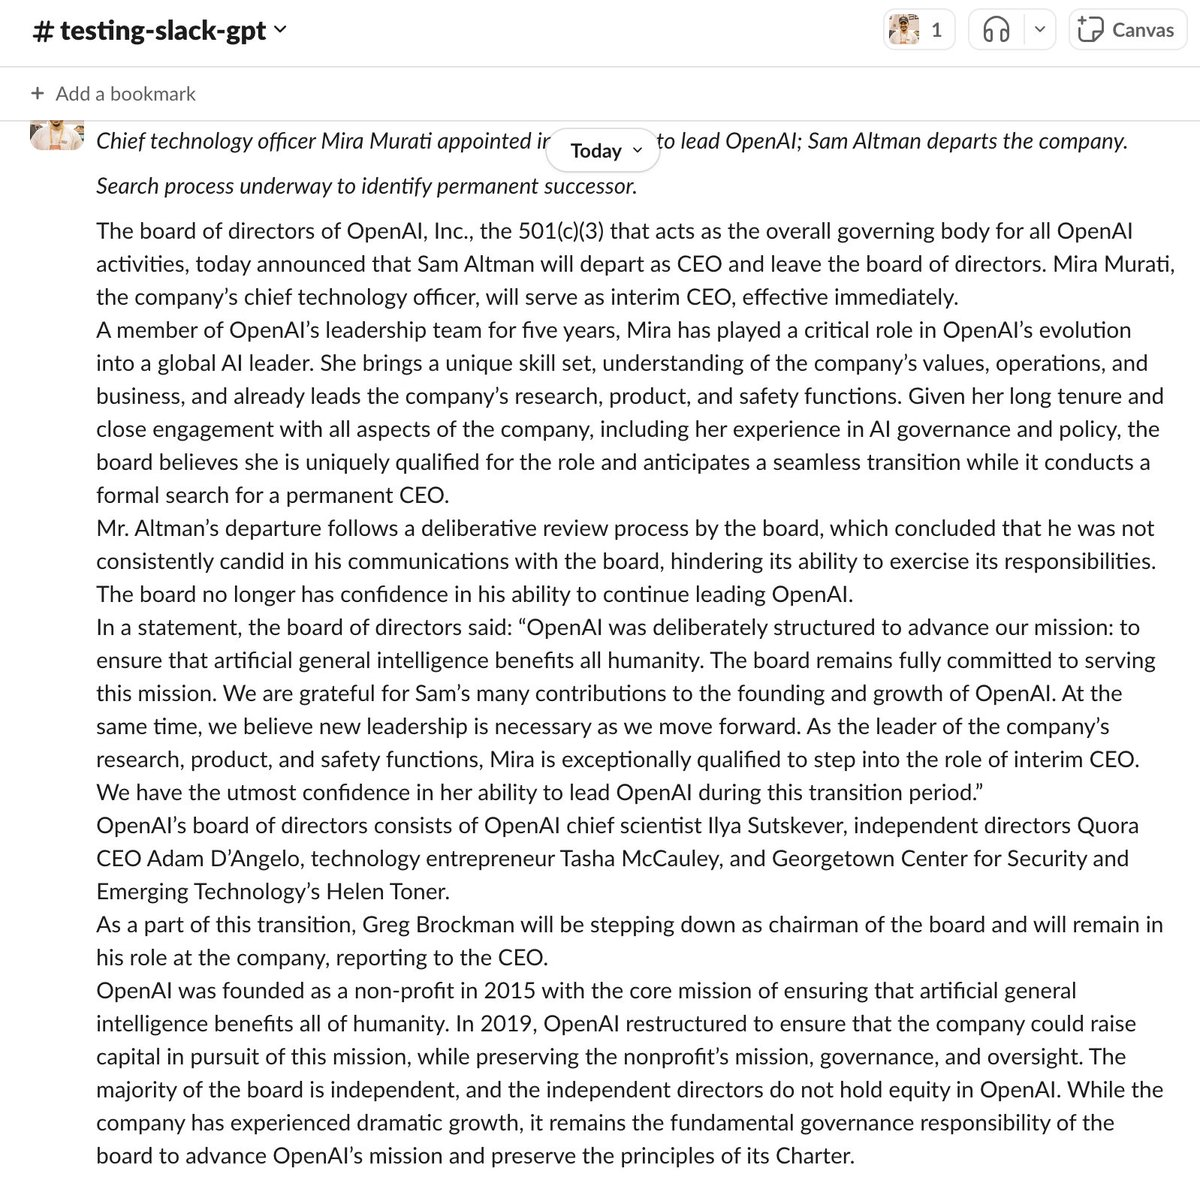 # testing-slack-gpt
1
Canvas
+ Add a bookmark
Chief technology officer Mira Murati appointed to lead OpenAI; Sam Altman departs the company.
Today
Search process underway to identify permanent successor.
The board of directors of OpenAI, Inc., the 501(c)(3) that acts as the overall governing body for all OpenAI
activities, today announced that Sam Altman will depart as CEO and leave the board of directors. Mira Murati,
the company’s chief technology officer, will serve as interim CEO, effective immediately.
A member of OpenAI’s leadership team for five years, Mira has played a critical role in OpenAI’s evolution
into a global AI leader. She brings a unique skill set, understanding of the company’s values, operations, and
business, and already leads the company’s research, product, and safety functions. Given her long tenure and
close engagement with all aspects of the company, including her experience in AI governance and policy, the
board believes she is uniquely qualified for the role and anticipates a seamless transition while it conducts a
formal search for a permanent CEO.
Mr. Altman’s departure follows a deliberative review process by the board, which concluded that he was not
consistently candid in his communications with the board, hindering its ability to exercise its responsibilities.
The board no longer has confidence in his ability to continue leading OpenAI.
In a statement, the board of directors said: “OpenAI was deliberately structured to advance our mission: to
ensure that artificial general intelligence benefits all humanity. The board remains fully committed to serving
this mission. We are grateful for Sam’s many contributions to the founding and growth of OpenAI. At the
same time, we believe new leadership is necessary as we move forward. As the leader of the company’s
research, product, and safety functions, Mira is exceptionally qualified to step into the role of interim CEO.
We have the utmost confidence in her ability to lead OpenAI during this transition period.”
OpenAI’s board of directors consists of OpenAI chief scientist Ilya Sutskever, independent directors Quora
CEO Adam D’Angelo, technology entrepreneur Tasha McCauley, and Georgetown Center for Security and
Emerging Technology’s Helen Toner.
As a part of this transition, Greg Brockman will be stepping down as chairman of the board and will remain in
his role at the company, reporting to the CEO.
OpenAI was founded as a non-profit in 2015 with the core mission of ensuring that artificial general
intelligence benefits all of humanity. In 2019, OpenAI restructured to ensure that the company could raise
capital in pursuit of this mission, while preserving the nonprofit’s mission, governance, and oversight. The
majority of the board is independent, and the independent directors do not hold equity in OpenAI. While the
company has experienced dramatic growth, it remains the fundamental governance responsibility of the
board to advance OpenAI’s mission and preserve the principles of its Charter.